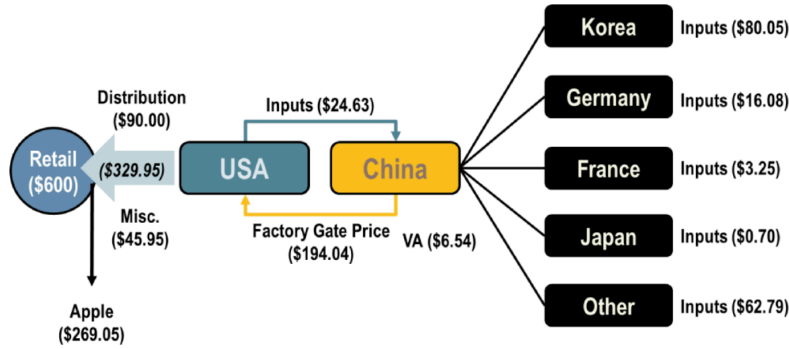 Korea
Inputs ($80.05)
Distribution
($90.00)
Inputs ($24.63)
Germany
Inputs ($16.08)
Retail
($600)
($329.95)
USA
China
France
Inputs ($3.25)
Misc.
($45.95)
Factory Gate Price
($194.04)
VA ($6.54)
Japan
Inputs ($0.70)
Apple
($269.05)
Other
Inputs ($62.79)